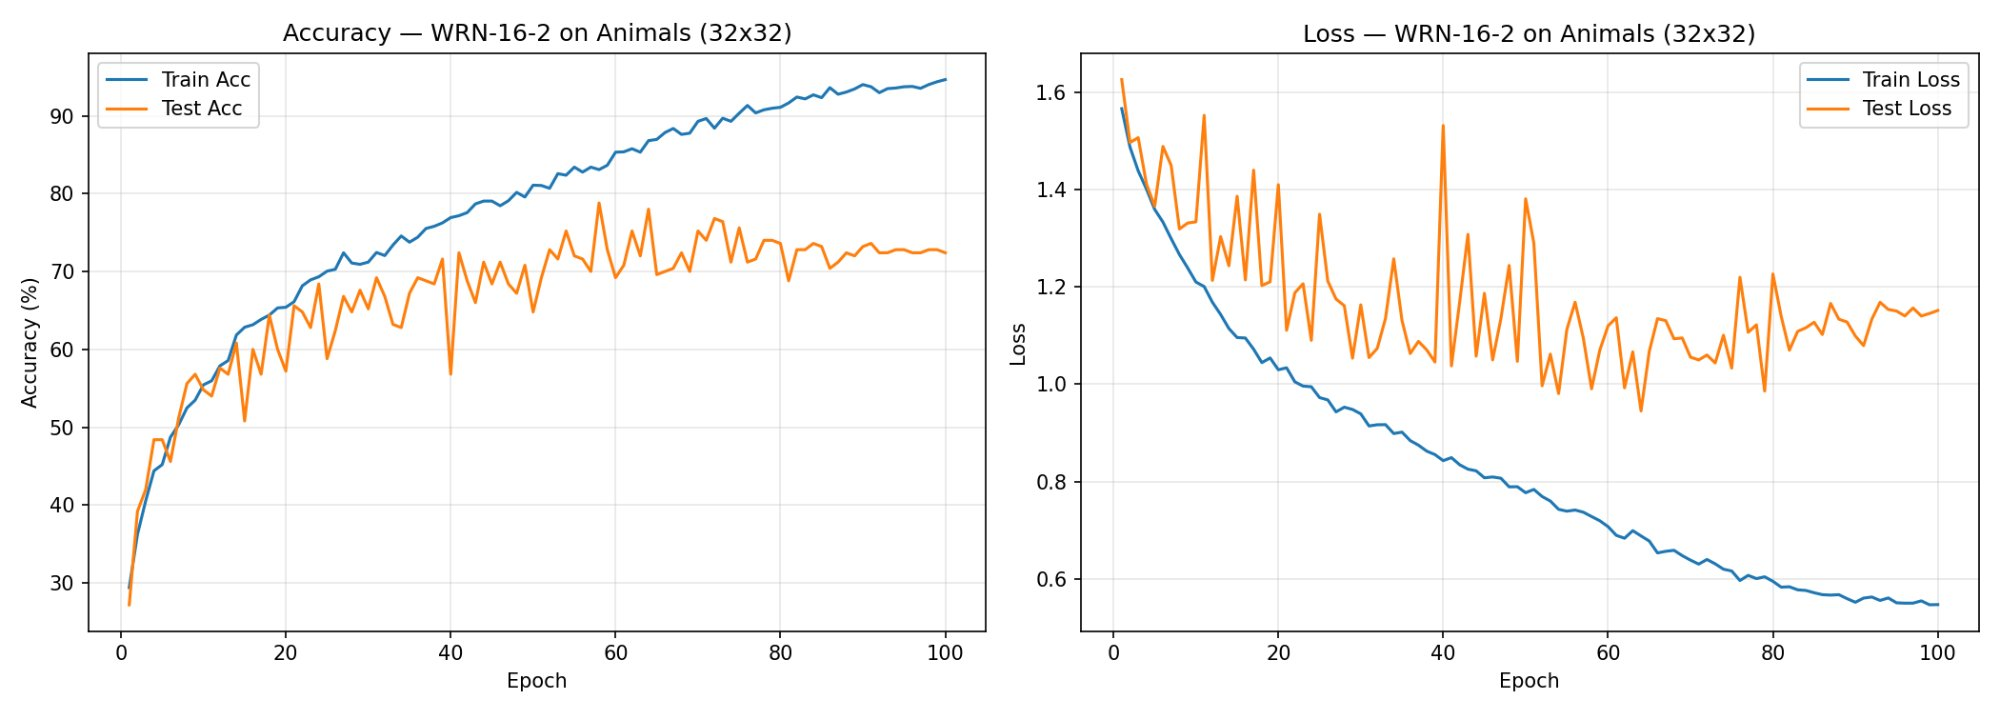 Accuracy — WRN-16-2 on Animals (32x32)
Train Acc
Test Acc
Accuracy (%)
90
80
70
60
50
40
30
0 20 40 60 80 100
Epoch
Loss — WRN-16-2 on Animals (32x32)
Train Loss
Test Loss
Loss
1.6
1.4
1.2
1.0
0.8
0.6
0 20 40 60 80 100
Epoch